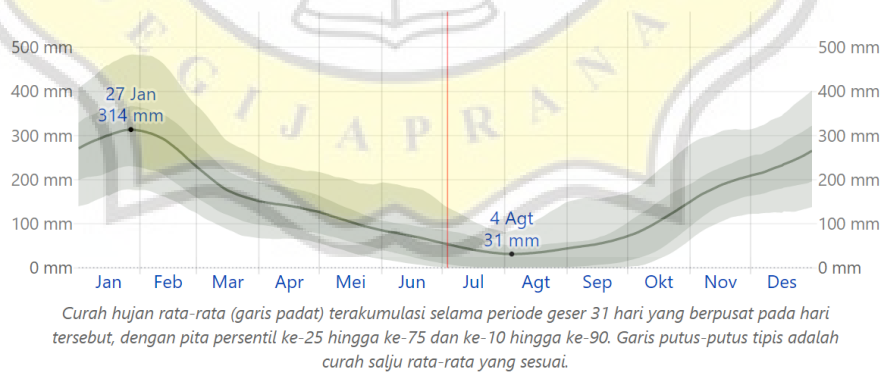 500 mm
400 mm
300 mm
200 mm
100 mm
0 mm
500 mm
400 mm
300 mm
200 mm
100 mm
0 mm
EGIJAPRANA
27 Jan
314 mm
4 Agt
31 mm
Jan Feb Mar Apr Mei Jun Jul Agt Sep Okt Nov Des
Curah hujan rata-rata (garis padat) terakumulasi selama periode geser 31 hari yang berpusat pada hari
tersebut, dengan pita persentil ke-25 hingga ke-75 dan ke-10 hingga ke-90. Garis putus-putus tipis adalah
curah salju rata-rata yang sesuai.